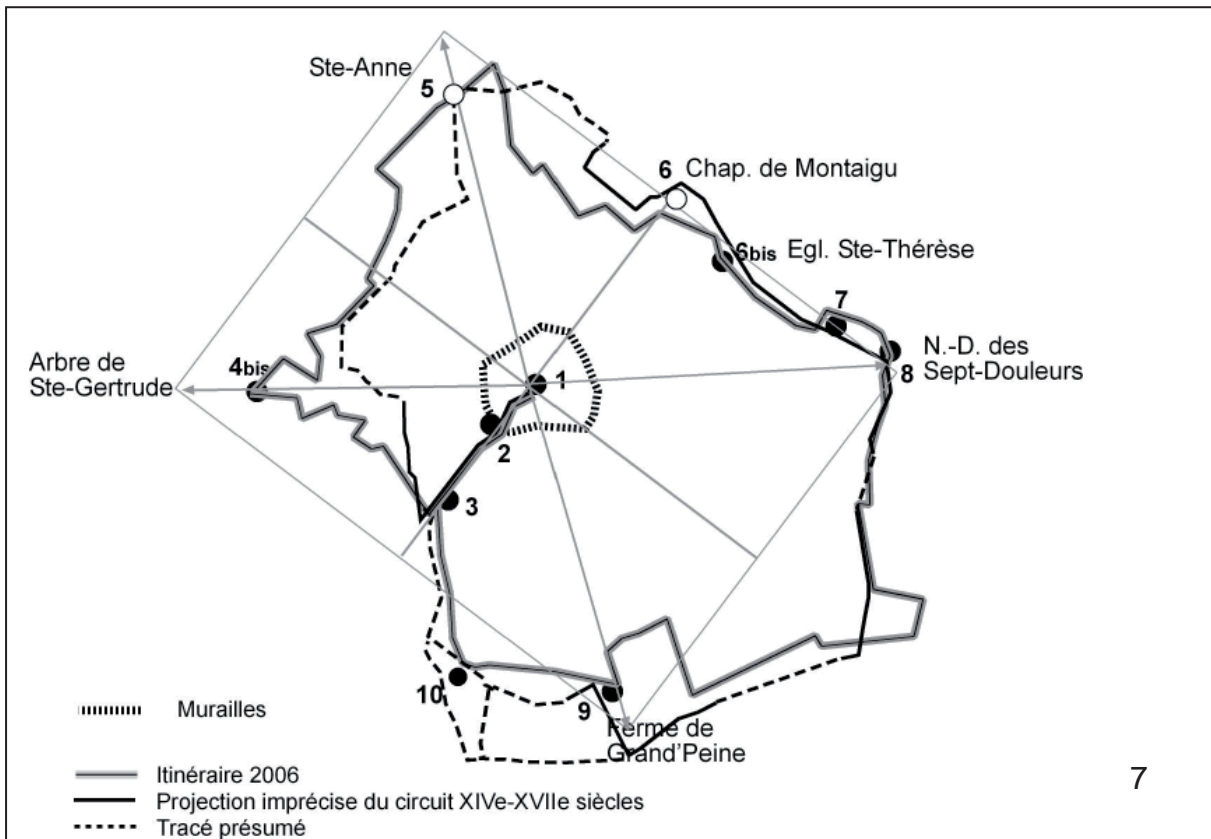 Ste-Anne
5
6 Chap. de Montaigu
6bis Egl. Ste-Thérèse
7
N.-D. des
Sept-Douleurs
8
Arbre de
Ste-Gertrude
4bis
1
2
3
10
9
Ferme de
Grand'Peine
Murailles
Itinéraire 2006
Projection imprécise du circuit XIVe-XVIIe siècles
Tracé présumé
7